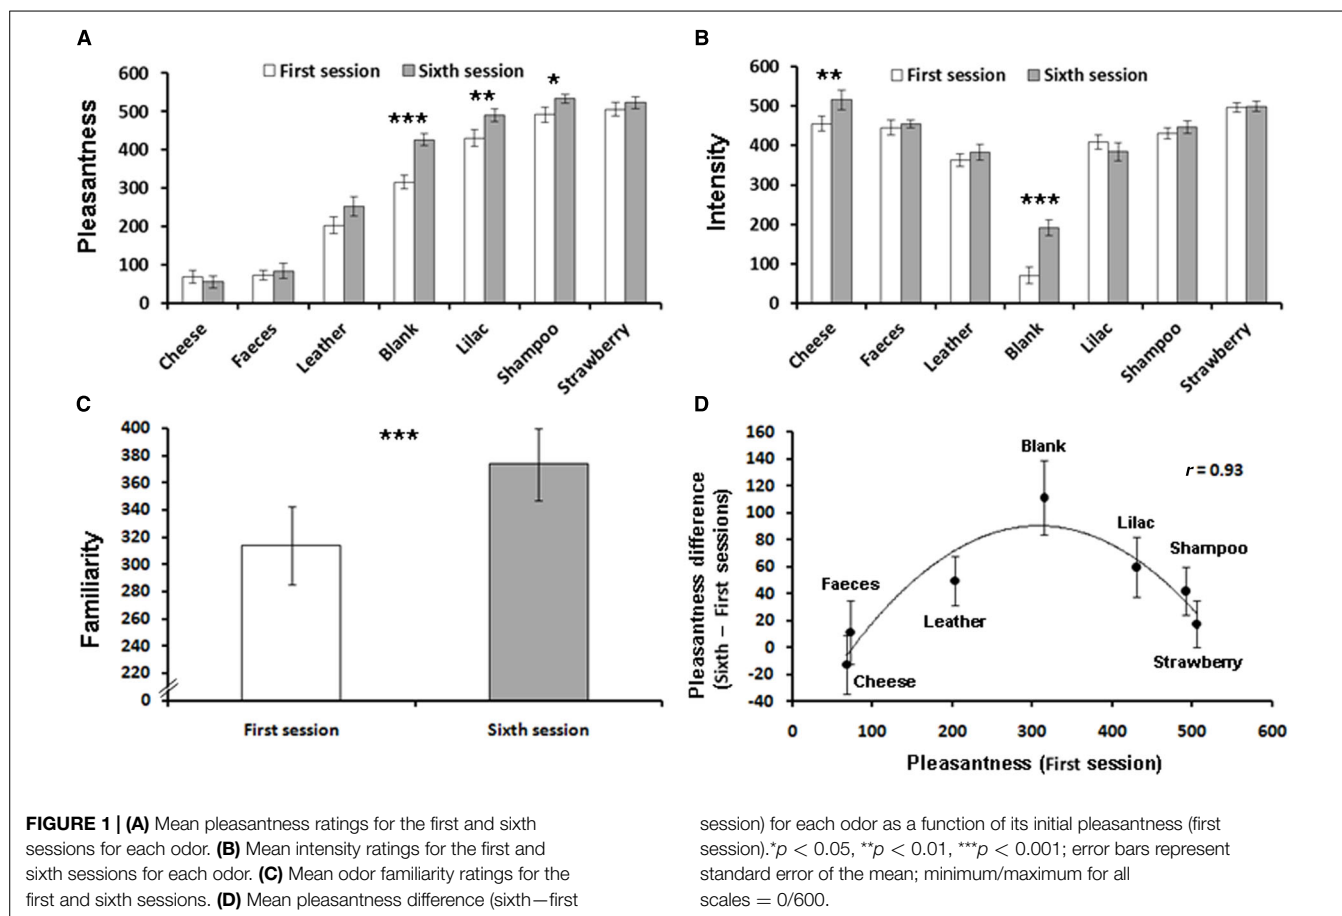 A
First session
Sixth session
Pleasantness
600
500
400
300
200
100
0
***
**
*
Cheese
Faeces
Leather
Blank
Lilac
Shampoo
Strawberry
B
First session
Sixth session
Intensity
600
500
400
300
200
100
0
**
***
Cheese
Faeces
Leather
Blank
Lilac
Shampoo
Strawberry
C
Familiarity
400
380
360
340
320
300
280
260
240
220
0
***
First session
Sixth session
D
Pleasantness difference
(Sixth – First sessions)
160
140
120
100
80
60
40
20
0
-20
-40
Blank
r = 0.93
Lilac
Shampoo
Faeces
Leather
Strawberry
Cheese
0
100
200
300
400
500
600
Pleasantness (First session)
FIGURE 1 | (A) Mean pleasantness ratings for the first and sixth
sessions for each odor. (B) Mean intensity ratings for the first and
sixth sessions for each odor. (C) Mean odor familiarity ratings for the
first and sixth sessions. (D) Mean pleasantness difference (sixth—first
session) for each odor as a function of its initial pleasantness (first
session).*p < 0.05, **p < 0.01, ***p < 0.001; error bars represent
standard error of the mean; minimum/maximum for all
scales = 0/600.